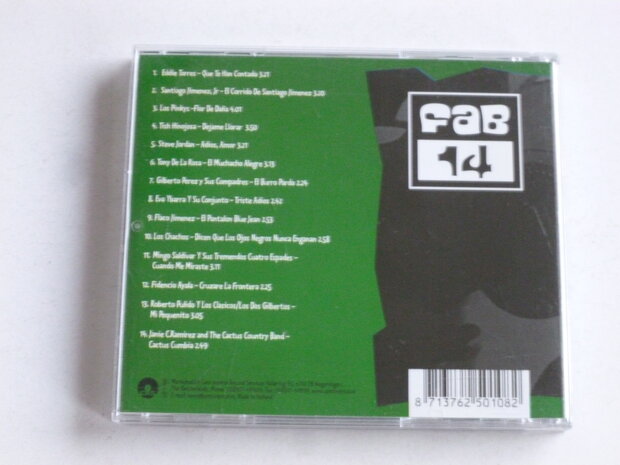 1. Eddie Torres – Que Te Han Contado 3.21
2. Santiago Jimenez, Jr – El Corrido De Santiago Jimenez 3.20
3. Los Pinkys – Flor De Dalia 4.01
4. Tish Hinojosa – Dejame Llorar 3.50
5. Steve Jordan – Adios, Amor 3.21
6. Tony De La Rosa – El Muchacho Alegre 3.13
7. Gilberto Perez y Sus Compadres – El Burro Pardo 2.24
8. Eva Ybarra Y Su Conjunto – Triste Adios 2.42
9. Flaco Jimenez – El Pantalon Blue Jean 2.53
10. Los Chachos – Dicen Que Los Ojos Negros Nunca Enganan 2.58
11. Mingo Saldivar Y Sus Tremendos Cuatro Espades –
Cuando Me Miraste 3.11
12. Fidencio Ayala – Cruzare La Frontera 2.25
13. Roberto Pulido Y Los Clasicos/Los Dos Gilbertos –
Mi Pequenito 3.05
14. Janie C.Ramirez and The Cactus Country Band –
Cactus Cumbia 2.49
FAB
14
8 713762 501082